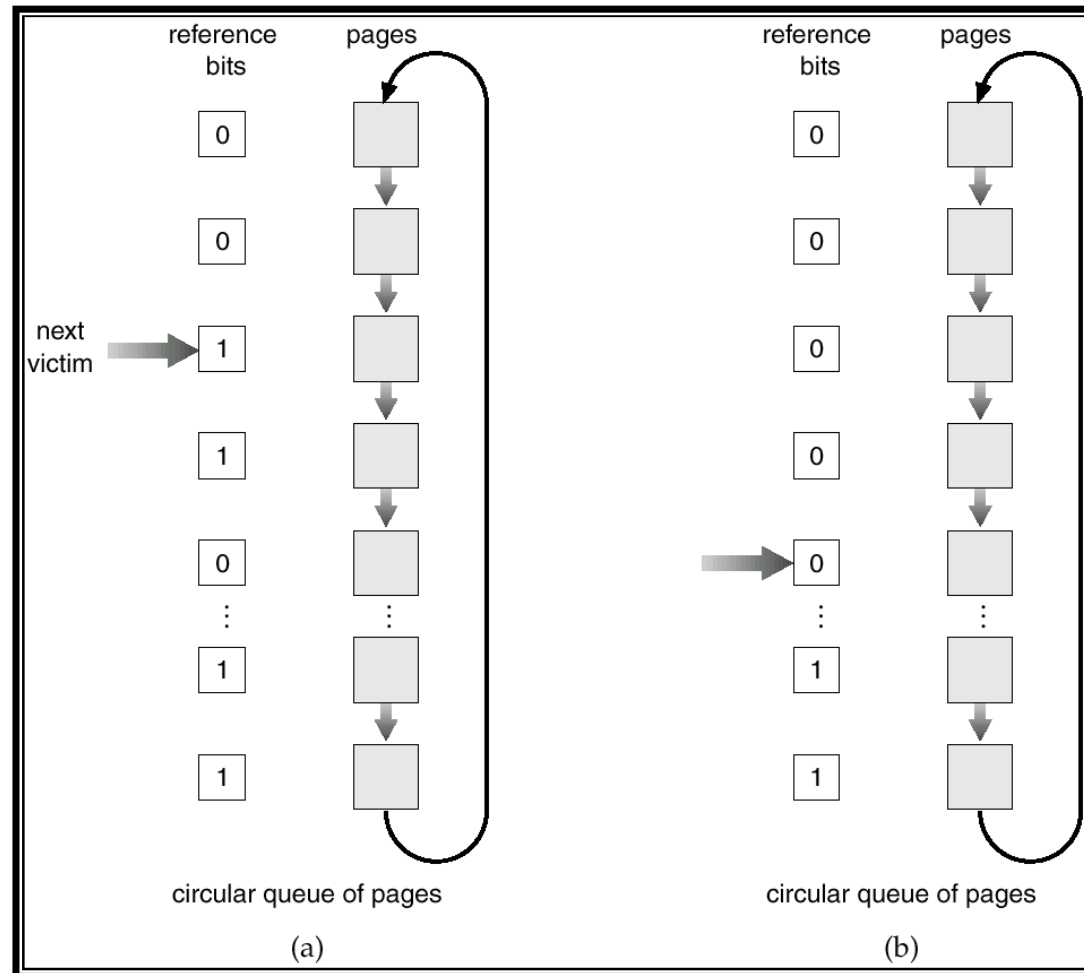 reference pages
bits
0
0
next
victim
1
1
0
⋮ ⋮
1
1
circular queue of pages
(a)
reference pages
bits
0
0
0
0
0
⋮ ⋮
1
1
circular queue of pages
(b)